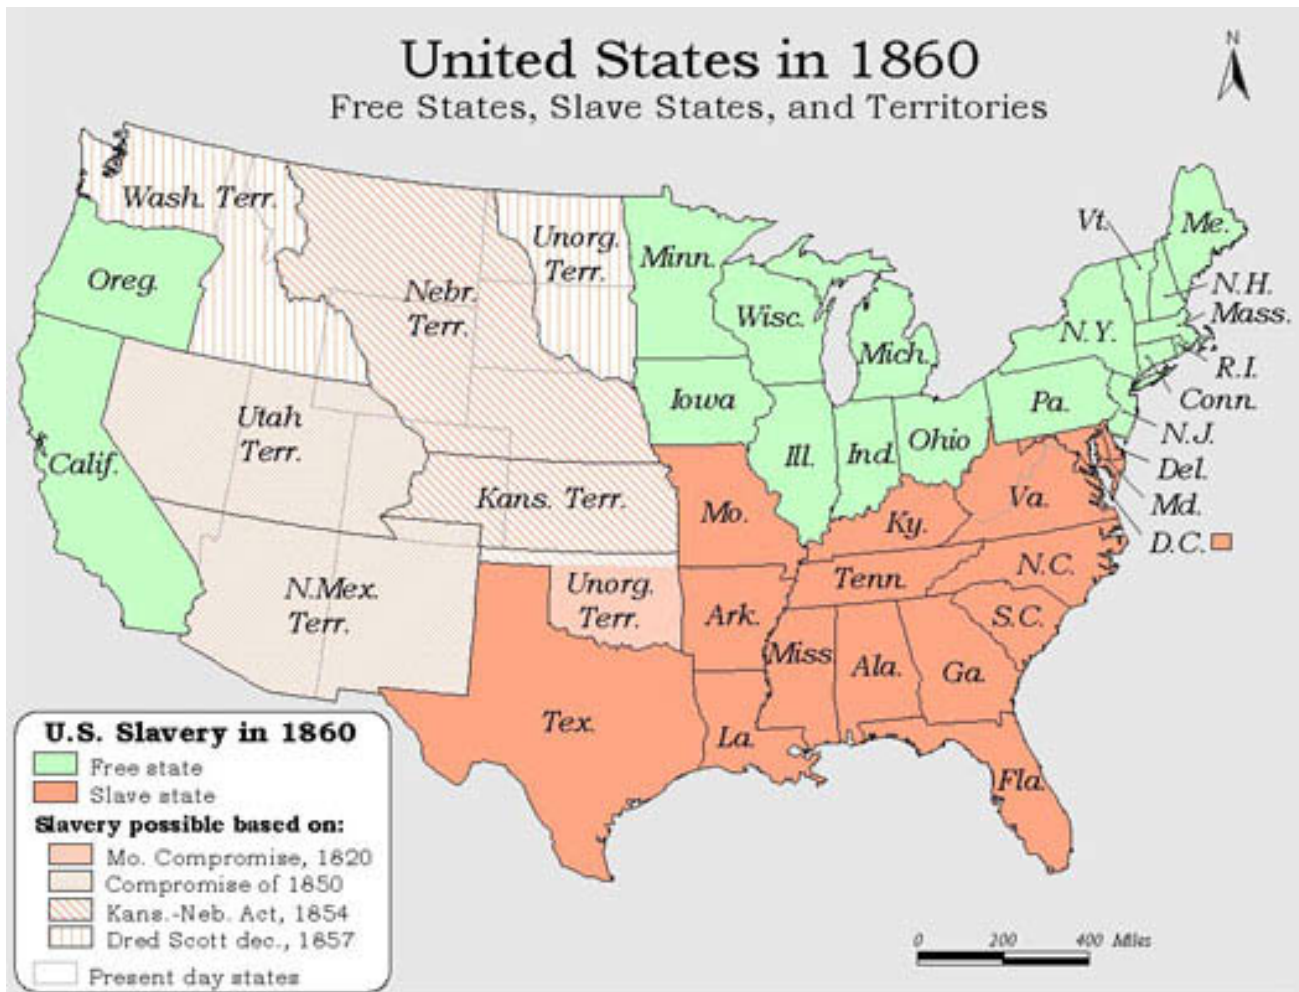 United States in 1860
Free States, Slave States, and Territories
N
Wash. Terr.
Oreg.
Nebr.
Terr.
Unorg.
Terr.
Minn.
Wisc.
Mich.
Vt.
Me.
N.H.
Mass.
N.Y.
R.I.
Conn.
Pa.
N.J.
Del.
Md.
D.C.
Iowa
Ill.
Ind.
Ohio
Utah
Terr.
Calif.
Kans. Terr.
Mo.
Ky.
Va.
N.Mex.
Terr.
Unorg.
Terr.
Tenn.
N.C.
Ark.
S.C.
Miss
Ala.
Ga.
Tex.
La.
Fla.
U.S. Slavery in 1860
Free state
Slave state
Slavery possible based on:
Mo. Compromise, 1820
Compromise of 1850
Kans.-Neb. Act, 1854
Dred Scott dec., 1857
Present day states
0 200 400 Miles